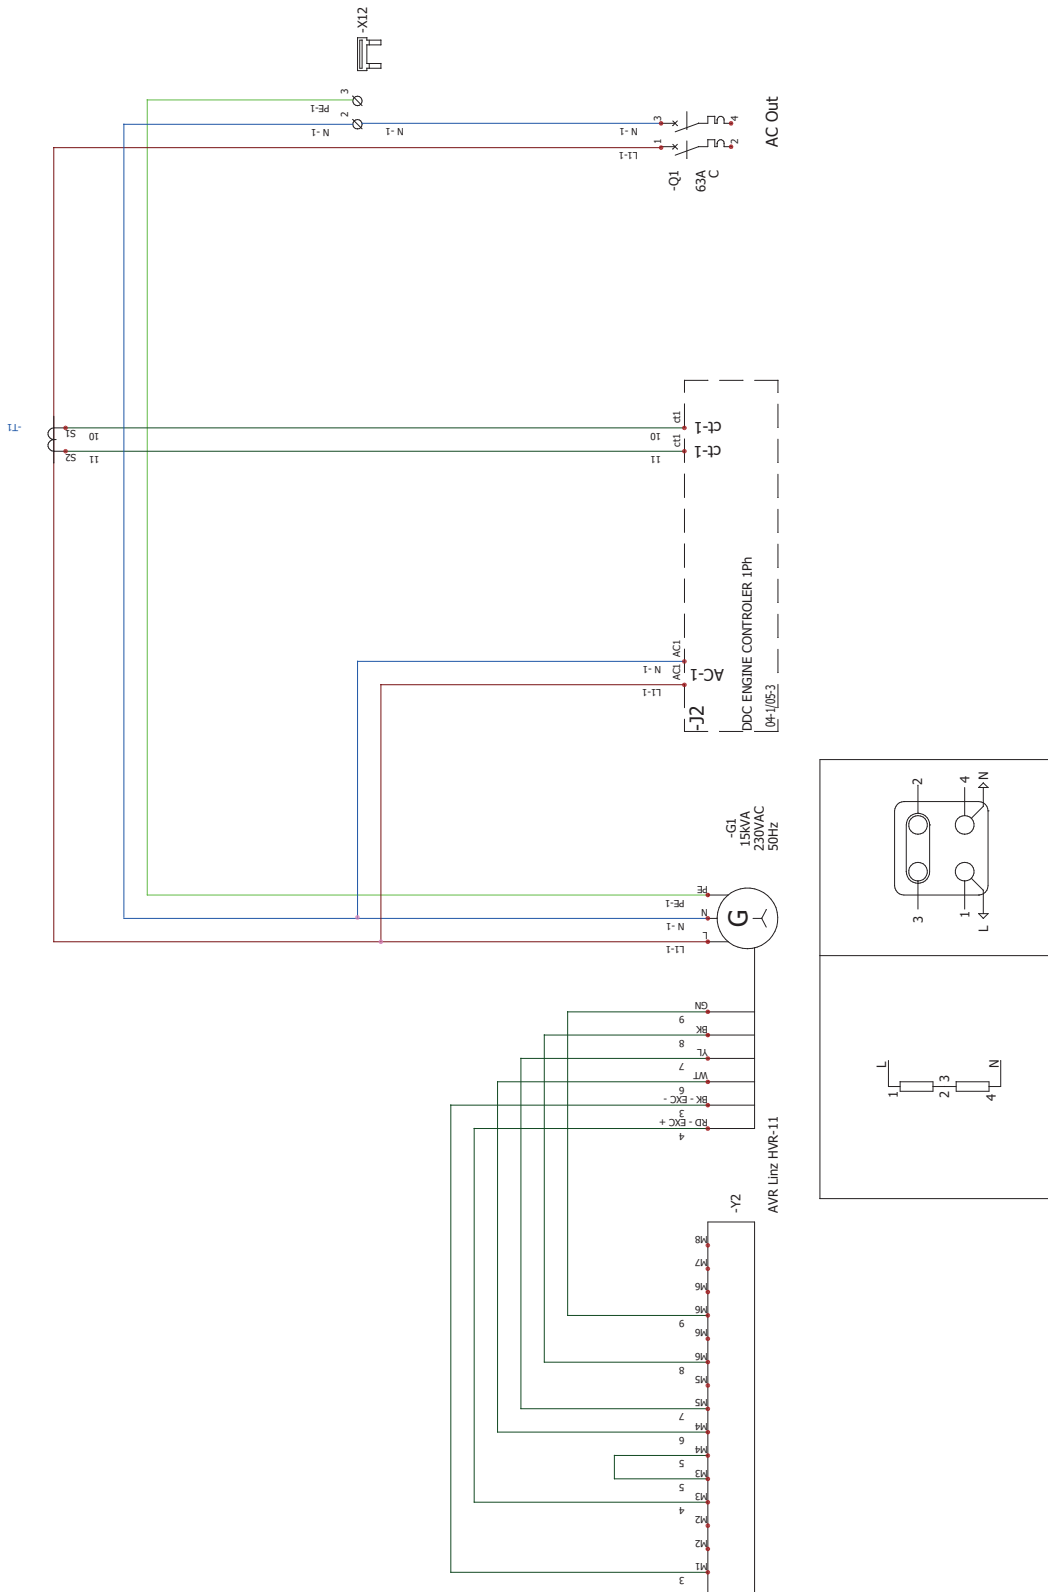 -X12
3
PE-1
2
N -1
N -1
N -1
3
4
L1-1
1
2
AC Out
-Q1
63A
C
-T1
S1
10
10
ct1
ct-1
S2
11
11
ct1
ct-1
N -1
AC1
L1-1
AC1
AC-1
-J2
DDC ENGINE CONTROLER 1Ph
04-1/05-3
-G1
15kVA
230VAC
50Hz
PE
PE-1
N
N -1
L
L1-1
G
2
4
N
3
1
L
GN
9
BK
8
YL
7
WT
6
BK - EXC -
3
RD - EXC +
4
L
1
2
3
4
N
AVR Linz HVR-11
-Y2
M8
M7
M6
M6
9
M6
M6
8
M5
M5
7
M4
6
M4
5
M3
5
M3
4
M2
M2
M1
3